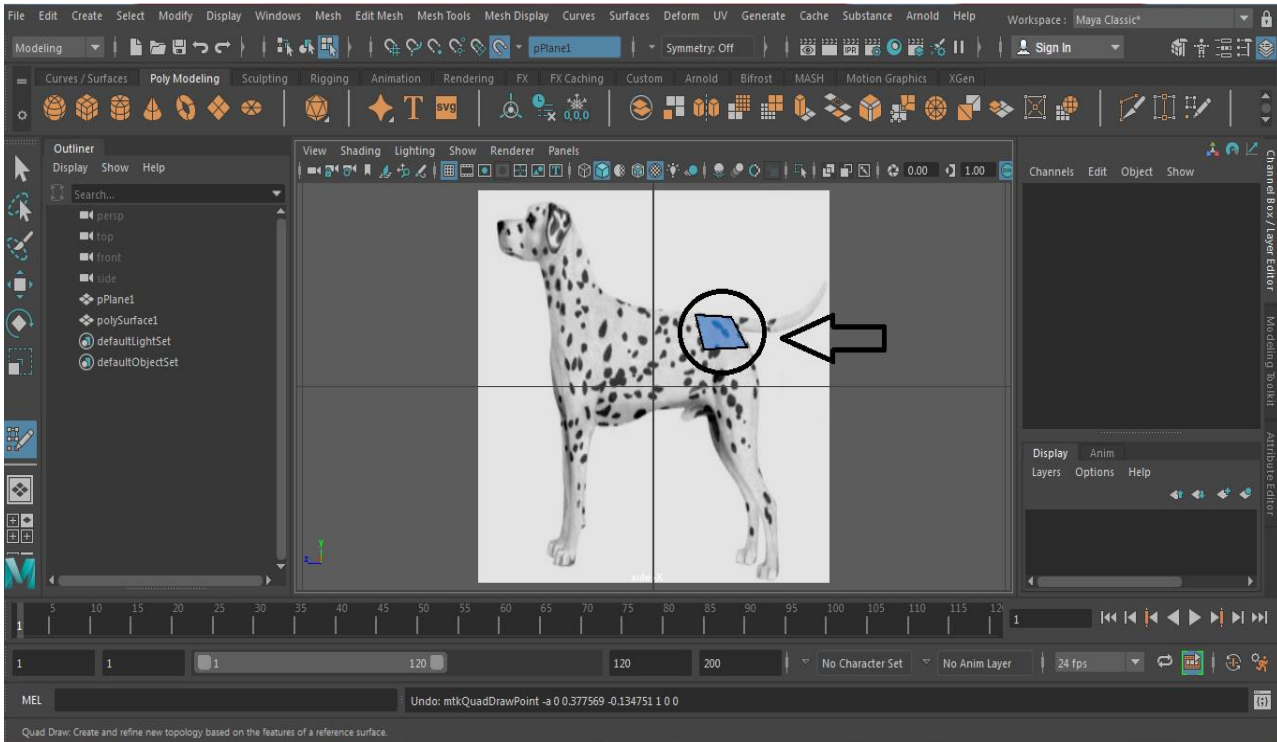 File Edit Create Select Modify Display Windows Mesh Edit Mesh Mesh Tools Mesh Display Curves Surfaces Deform UV Generate Cache Substance Arnold Help Workspace: Maya Classic*
Modeling pPlane1 Symmetry: Off IPR Sign In
Curves / Surfaces Poly Modeling Sculpting Rigging Animation Rendering FX FX Caching Custom Arnold Bifrost MASH Motion Graphics XGen
T SVG 0,0,0
Outliner
Display Show Help
Search...
persp
top
front
side
pPlane1
polySurface1
defaultLightSet
defaultObjectSet
View Shading Lighting Show Renderer Panels
0.00 1.00
y
z
side -X
Channels Edit Object Show
Channel Box / Layer Editor
Modeling Toolkit
Attribute Editor
Display Anim
Layers Options Help
5 10 15 20 25 30 35 40 45 50 55 60 65 70 75 80 85 90 95 100 105 110 115 12
1 1
1 1 1 120 120 200 No Character Set No Anim Layer 24 fps
MEL Undo: mtkQuadDrawPoint -a 0 0.377569 -0.134751 1 0 0
Quad Draw: Create and refine new topology based on the features of a reference surface.